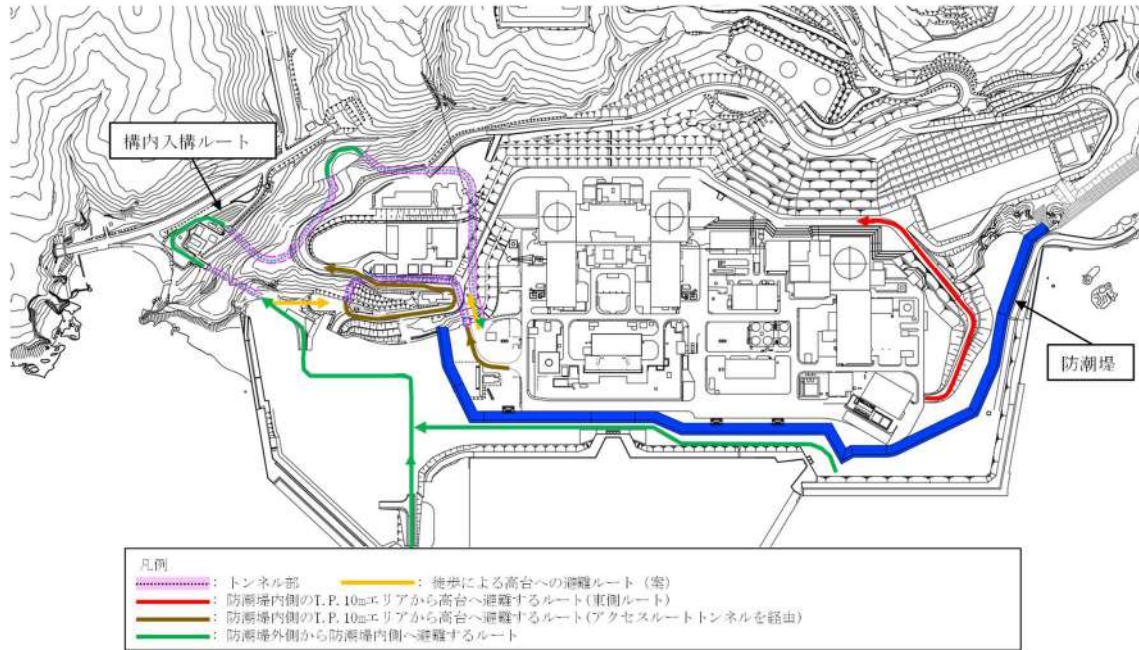 構内入構ルート
防潮堤
凡例
: トンネル部 : 徒歩による高台への避難ルート (案)
: 防潮堤内側のT.P.10mエリアから高台へ避難するルート(東側ルート)
: 防潮堤内側のT.P.10mエリアから高台へ避難するルート(アクセスルートトンネルを経由)
: 防潮堤外側から防潮堤内側へ避難するルート